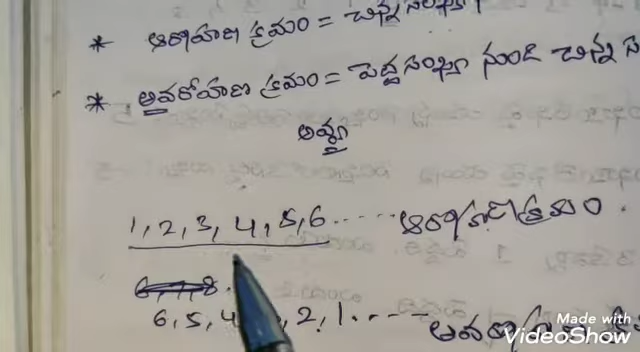 * ఆరోహణ క్రమం = చిన్న సంఖ్య
* అవరోహణ క్రమం = పెద్ద సంఖ్యా నుండి చిన్న
1, 2, 3, 4, 5, 6 ..... ఆరోహణ క్రమం.
6, 5, 4, 2, 1 ....
Made with
VideoShow